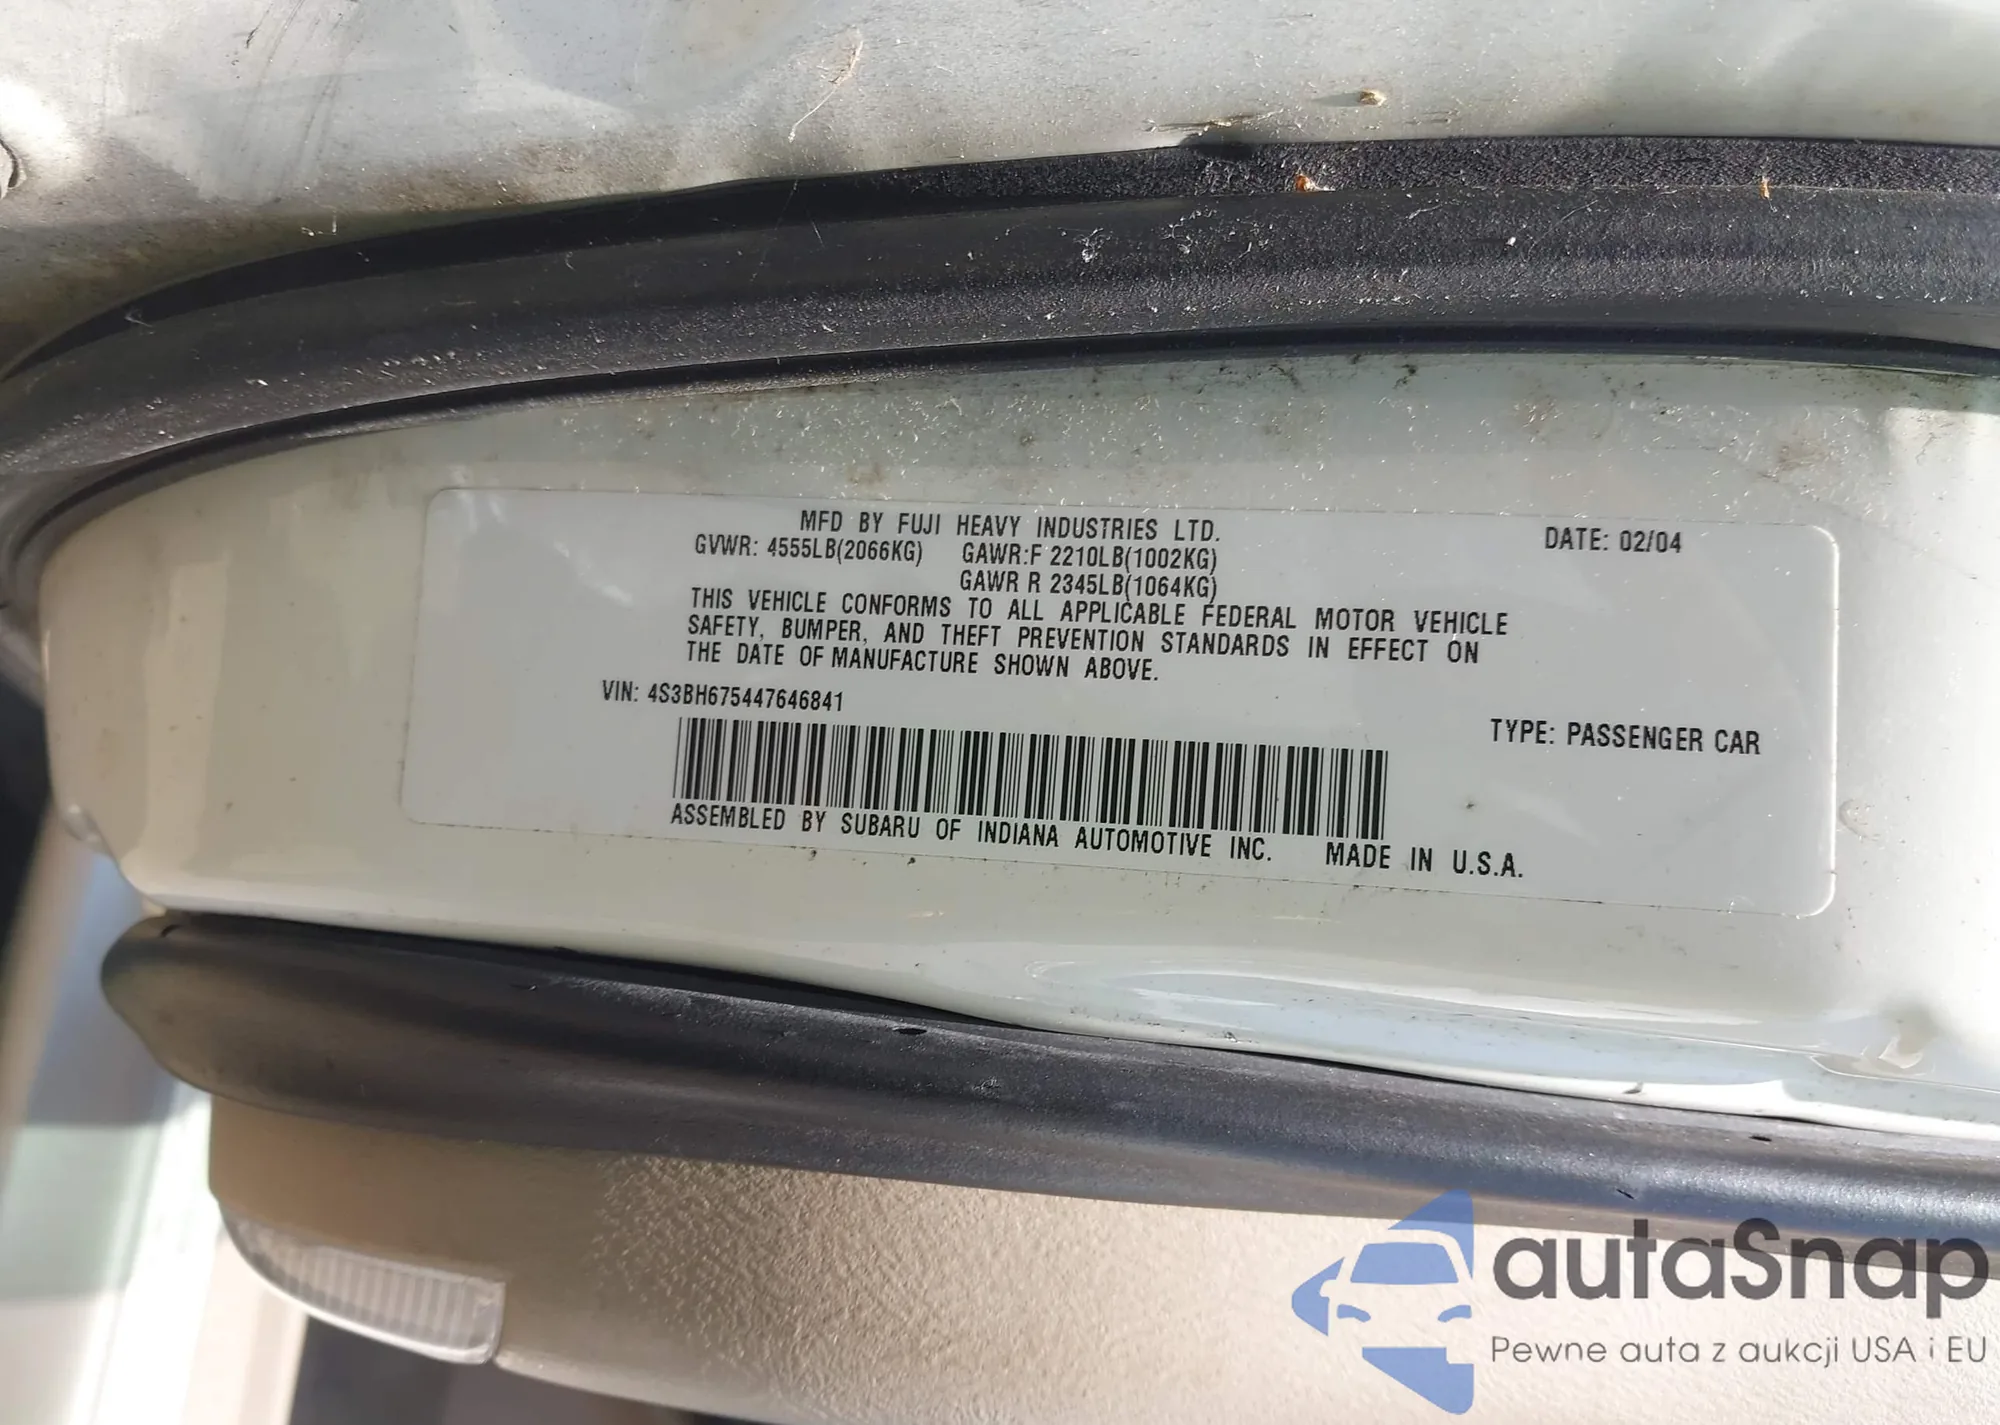 MFD BY FUJI HEAVY INDUSTRIES LTD.
DATE: 02/04
GVWR: 4555LB(2066KG) GAWR:F 2210LB(1002KG)
GAWR R 2345LB(1064KG)
THIS VEHICLE CONFORMS TO ALL APPLICABLE FEDERAL MOTOR VEHICLE
SAFETY, BUMPER, AND THEFT PREVENTION STANDARDS IN EFFECT ON
THE DATE OF MANUFACTURE SHOWN ABOVE.
VIN: 4S3BH675447646841
TYPE: PASSENGER CAR
ASSEMBLED BY SUBARU OF INDIANA AUTOMOTIVE INC. MADE IN U.S.A.
autaSnap
Pewne auta z aukcji USA i EU